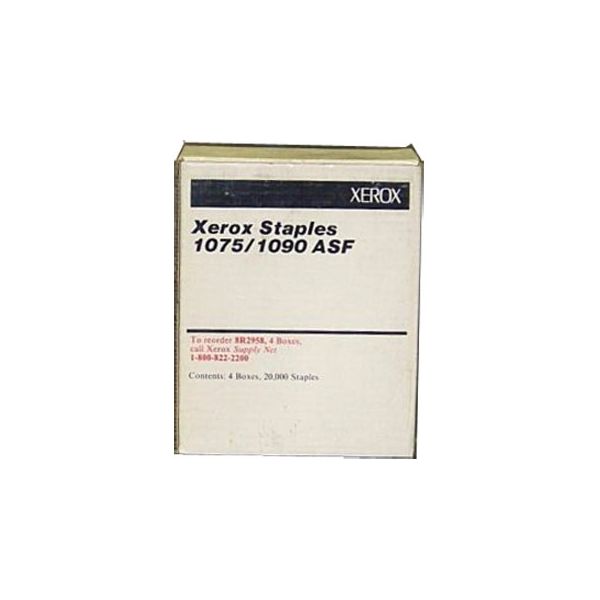 XEROX
Xerox Staples
1075/1090 ASF
To reorder 8R2958, 4 Boxes,
call Xerox Supply Net
1-800-822-2200
Contents: 4 Boxes, 20,000 Staples